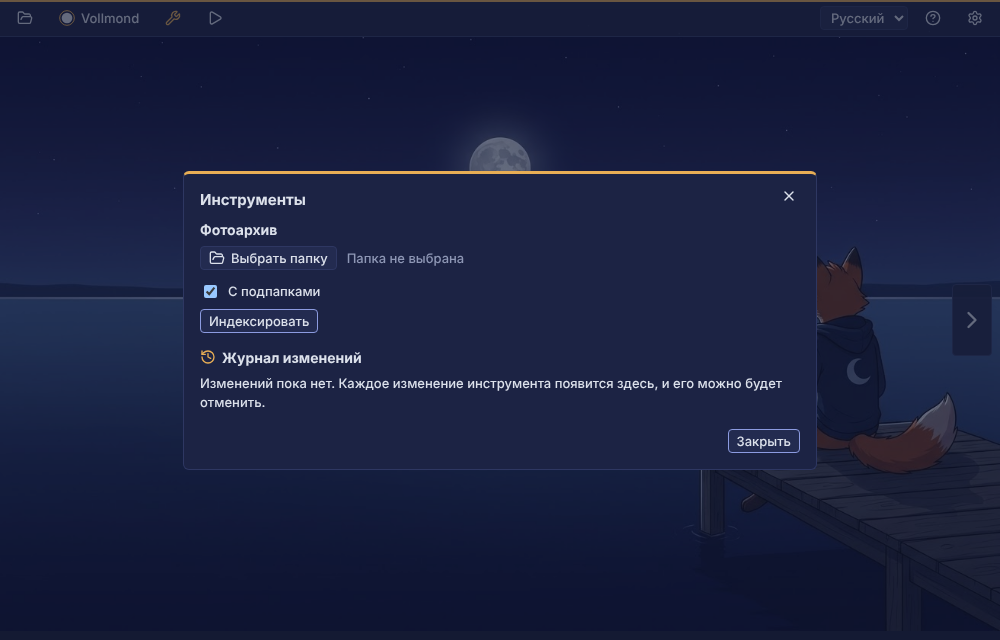 Vollmond
Русский
Инструменты
Фотоархив
Выбрать папку Папка не выбрана
С подпапками
Индексировать
Журнал изменений
Изменений пока нет. Каждое изменение инструмента появится здесь, и его можно будет
отменить.
Закрыть